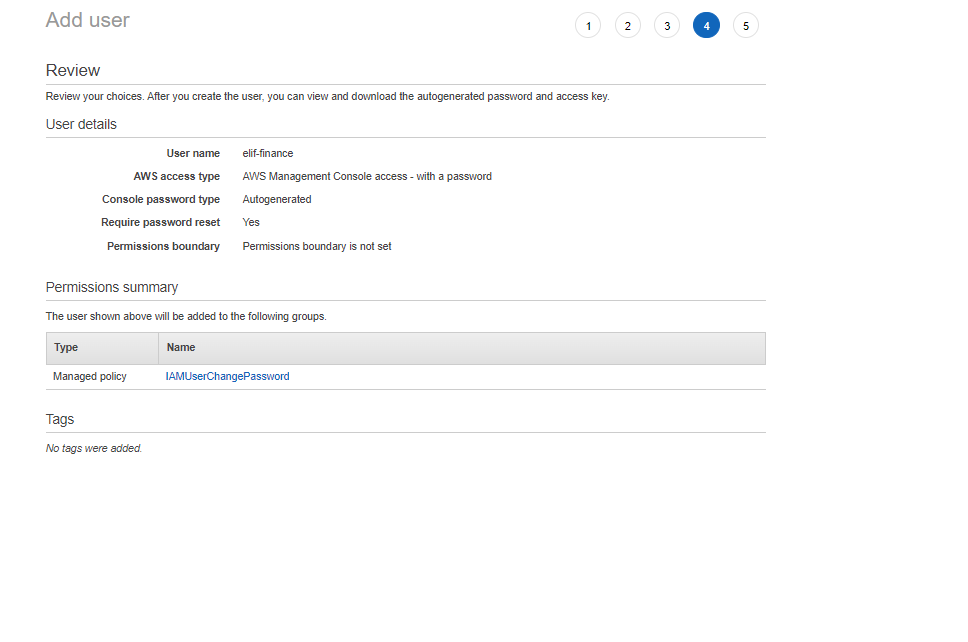 Add user
1 2 3 4 5
Review
Review your choices. After you create the user, you can view and download the autogenerated password and access key.
User details
User name elif-finance
AWS access type AWS Management Console access - with a password
Console password type Autogenerated
Require password reset Yes
Permissions boundary Permissions boundary is not set
Permissions summary
The user shown above will be added to the following groups.
Type Name
Managed policy IAMUserChangePassword
Tags
No tags were added.